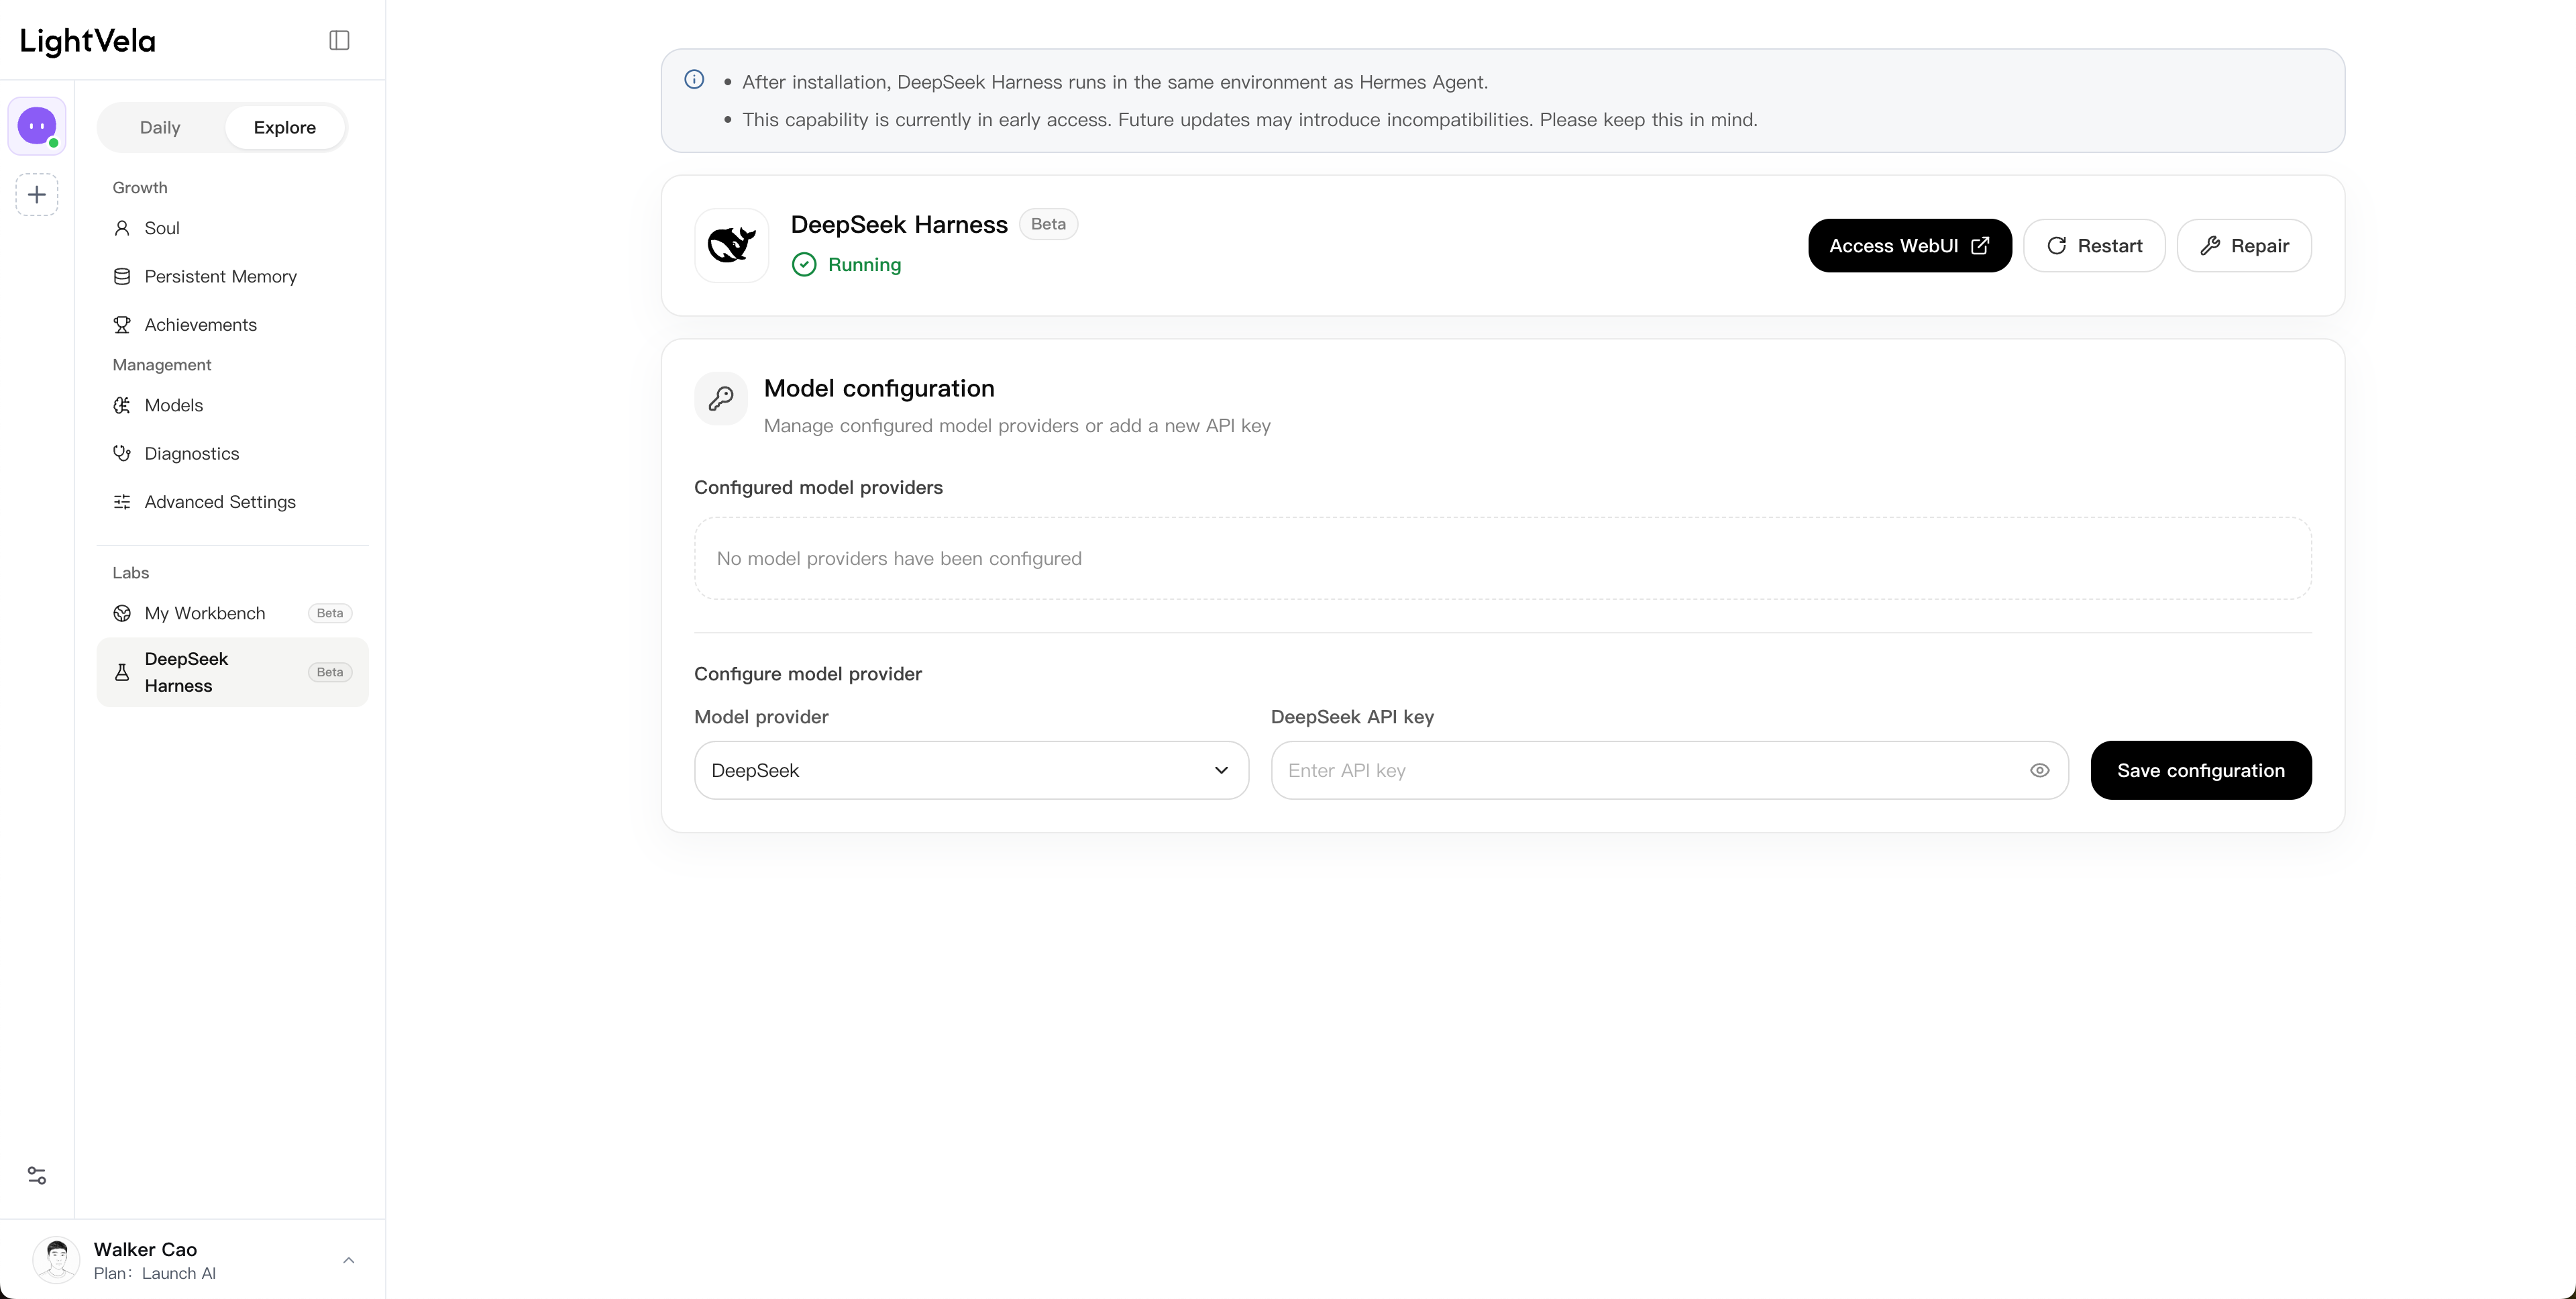 LightVela
Daily
Explore
Growth
Soul
Persistent Memory
Achievements
Management
Models
Diagnostics
Advanced Settings
Labs
My Workbench
Beta
DeepSeek
Harness
Beta
Walker Cao
Plan： Launch AI
After installation, DeepSeek Harness runs in the same environment as Hermes Agent.
This capability is currently in early access. Future updates may introduce incompatibilities. Please keep this in mind.
DeepSeek Harness
Beta
Running
Access WebUI
Restart
Repair
Model configuration
Manage configured model providers or add a new API key
Configured model providers
No model providers have been configured
Configure model provider
Model provider
DeepSeek API key
DeepSeek
Enter API key
Save configuration